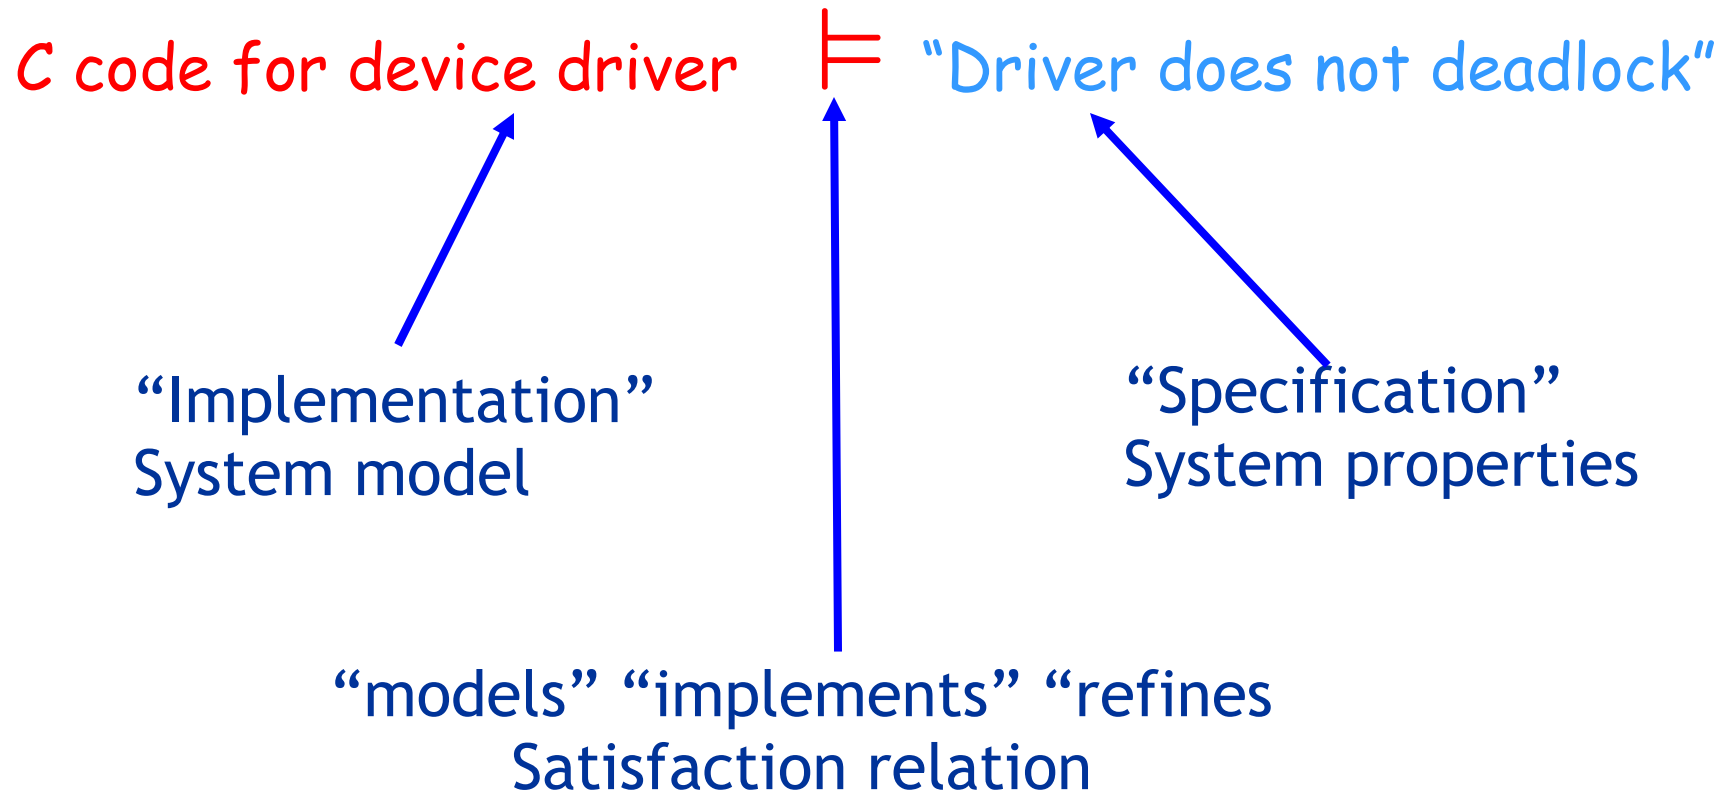 C code for device driver ⊨ “Driver does not deadlock”
“Implementation”
System model
“Specification”
System properties
“models” “implements” “refines
Satisfaction relation